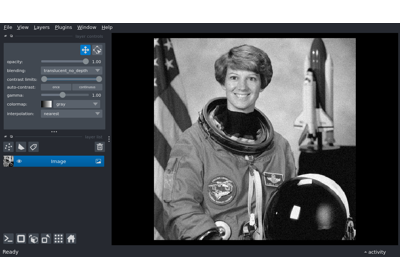 File View Layers Plugins Window Help
opacity: 1.00
blending: translucent_no_depth
contrast limits:
auto-contrast: once continuous
gamma: 1.00
colormap: gray
interpolation: nearest
Image
Ready
activity